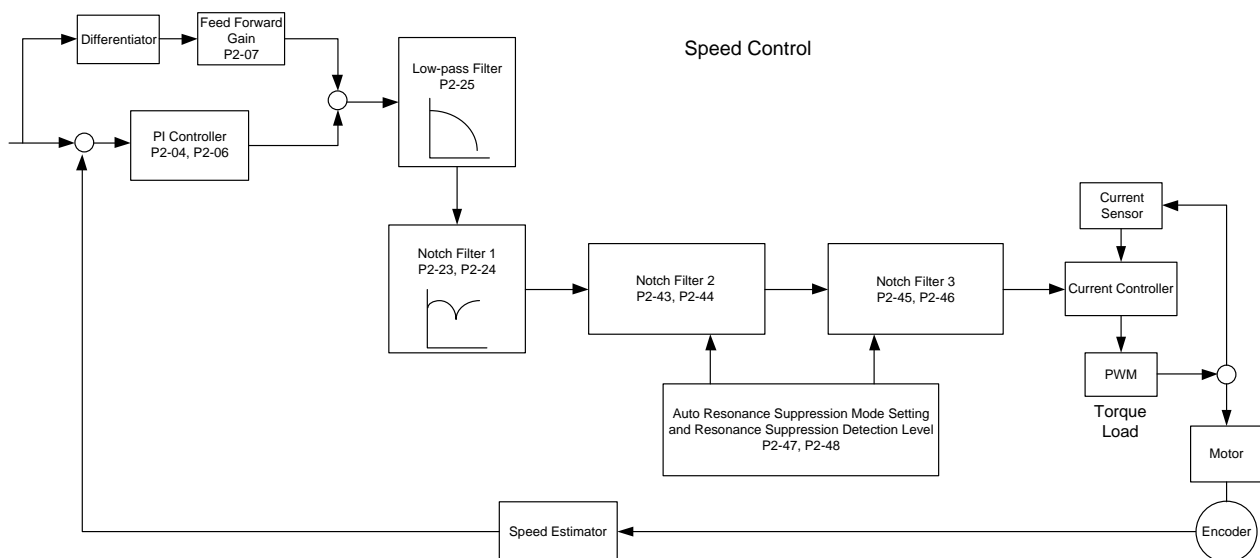 Speed Control
Differentiator
Feed Forward
Gain
P2-07
PI Controller
P2-04, P2-06
Low-pass Filter
P2-25
Notch Filter 1
P2-23, P2-24
Notch Filter 2
P2-43, P2-44
Notch Filter 3
P2-45, P2-46
Current
Sensor
Current Controller
PWM
Torque
Load
Auto Resonance Suppression Mode Setting
and Resonance Suppression Detection Level
P2-47, P2-48
Motor
Encoder
Speed Estimator